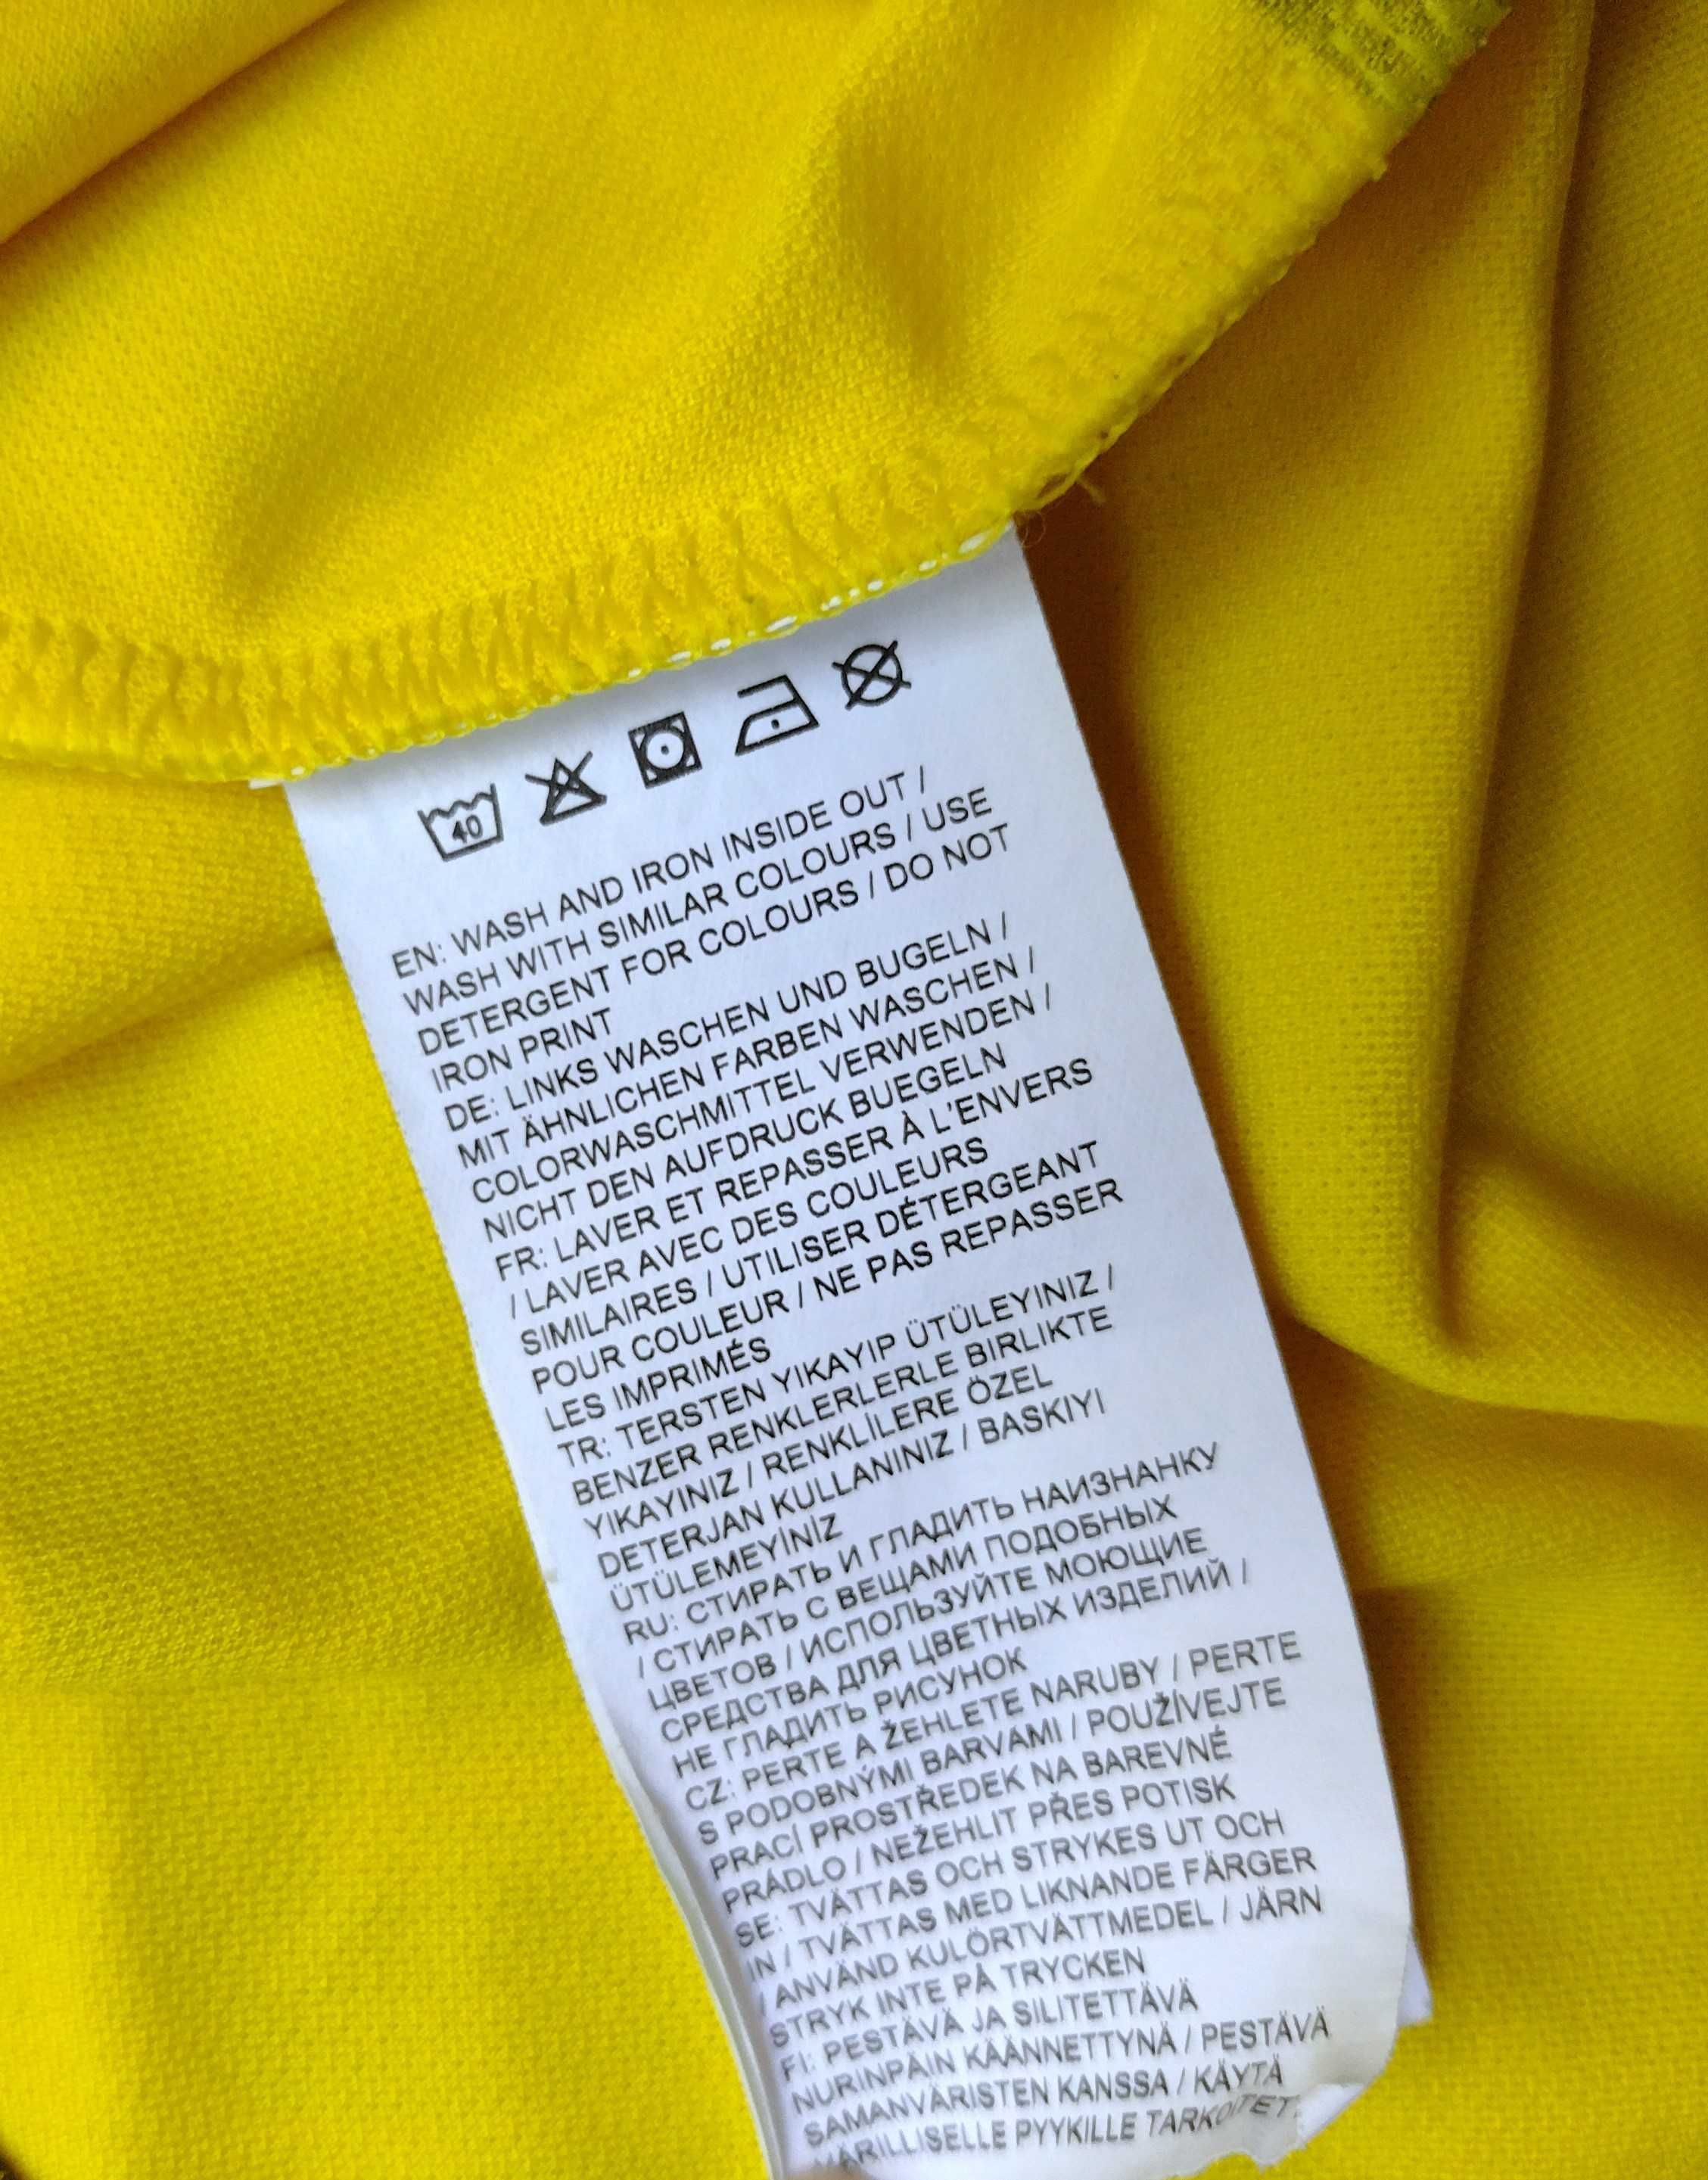 40
EN: WASH AND IRON INSIDE OUT /
WASH WITH SIMILAR COLOURS / USE
DETERGENT FOR COLOURS / DO NOT
IRON PRINT
DE: LINKS WASCHEN UND BUGELN /
MIT ÄHNLICHEN FARBEN WASCHEN /
COLORWASCHMITTEL VERWENDEN /
NICHT DEN AUFDRUCK BUEGELN
FR: LAVER ET REPASSER À L'ENVERS
/ LAVER AVEC DES COULEURS
SIMILAIRES / UTILISER DÉTERGEANT
POUR COULEUR / NE PAS REPASSER
LES IMPRIMÉS
TR: TERSTEN YIKAYIP ÜTÜLEYINIZ /
BENZER RENKLERLERLE BIRLIKTE
YIKAYINIZ / RENKLİLERE ÖZEL
DETERJAN KULLANINIZ / BASKIYI
ÜTÜLEMEYİNİZ
RU: СТИРАТЬ И ГЛАДИТЬ НАИЗНАНКУ
/ СТИРАТЬ С ВЕЩАМИ ПОДОБНЫХ
ЦВЕТОВ / ИСПОЛЬЗУЙТЕ МОЮЩИЕ
СРЕДСТВА ДЛЯ ЦВЕТНЫХ ИЗДЕЛИЙ /
НЕ ГЛАДИТЬ РИСУНОК
CZ: PERTE A ŽEHLETE NARUBY / PERTE
S PODOBNÝMI BARVAMI / POUŽÍVEJTE
PRACÍ PROSTŘEDEK NA BAREVNÉ
PRÁDLO / NEŽEHLIT PŘES POTISK
SE: TVÄTTAS OCH STRYKES UT OCH
IN / TVÄTTAS MED LIKNANDE FÄRGER
/ ANVÄND KULÖRTVÄTTMEDEL / JÄRN
STRYK INTE PÅ TRYCKEN
FI: PESTÄVÄ JA SILITETTÄVÄ
NURINPÄIN KÄÄNNETTYNÄ / PESTÄVÄ
SAMANVÄRISTEN KANSSA / KÄYTÄ
VÄRILLISELLE PYYKILLE TARKOITET